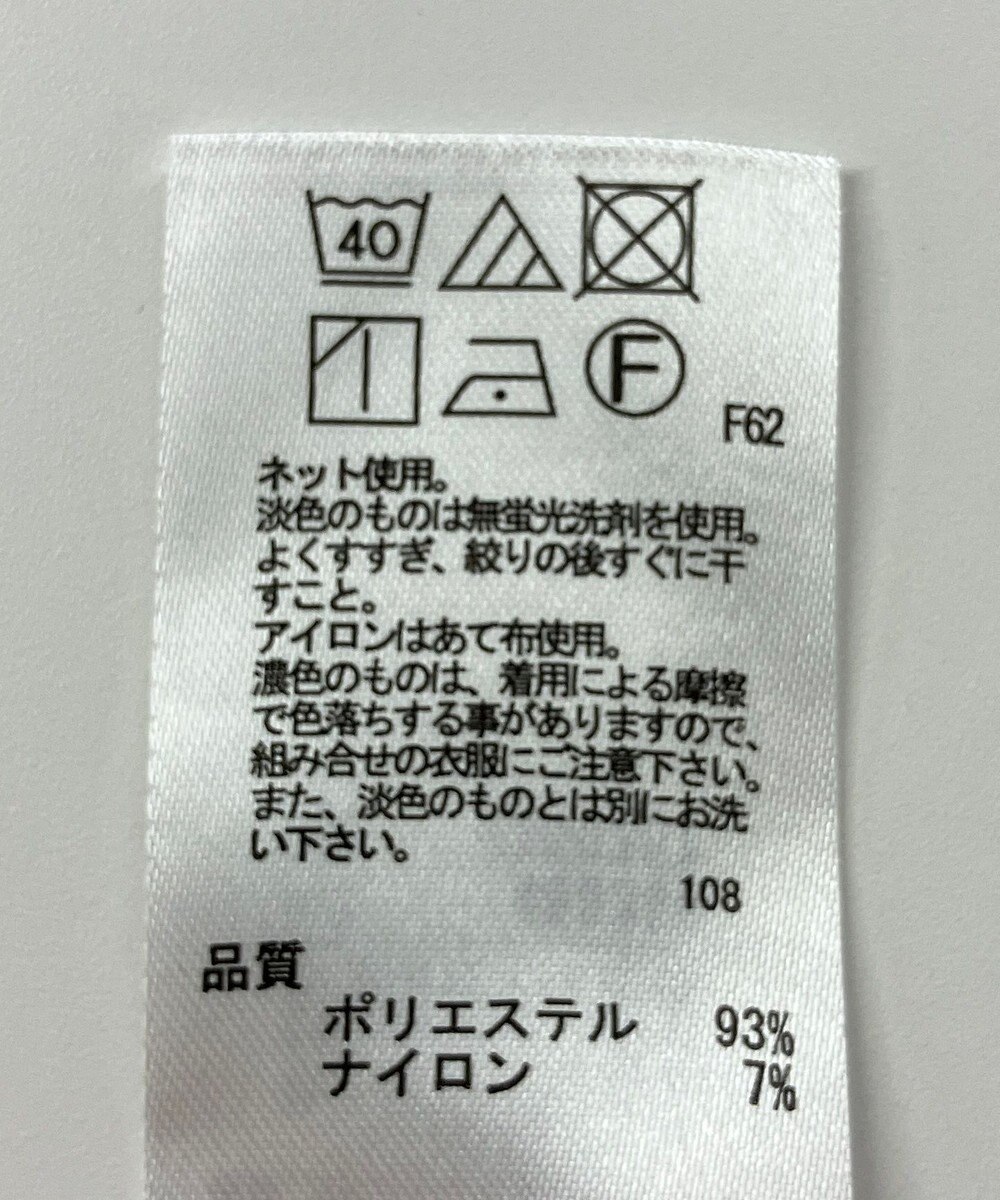 40
F
F62
ネット使用。
淡色のものは無蛍光洗剤を使用。
よくすすぎ、絞りの後すぐに干
すこと。
アイロンはあて布使用。
濃色のものは、着用による摩擦
で色落ちする事がありますので、
組み合せの衣服にご注意下さい。
また、淡色のものとは別にお洗
い下さい。
108
品質
ポリエステル 93%
ナイロン 7%